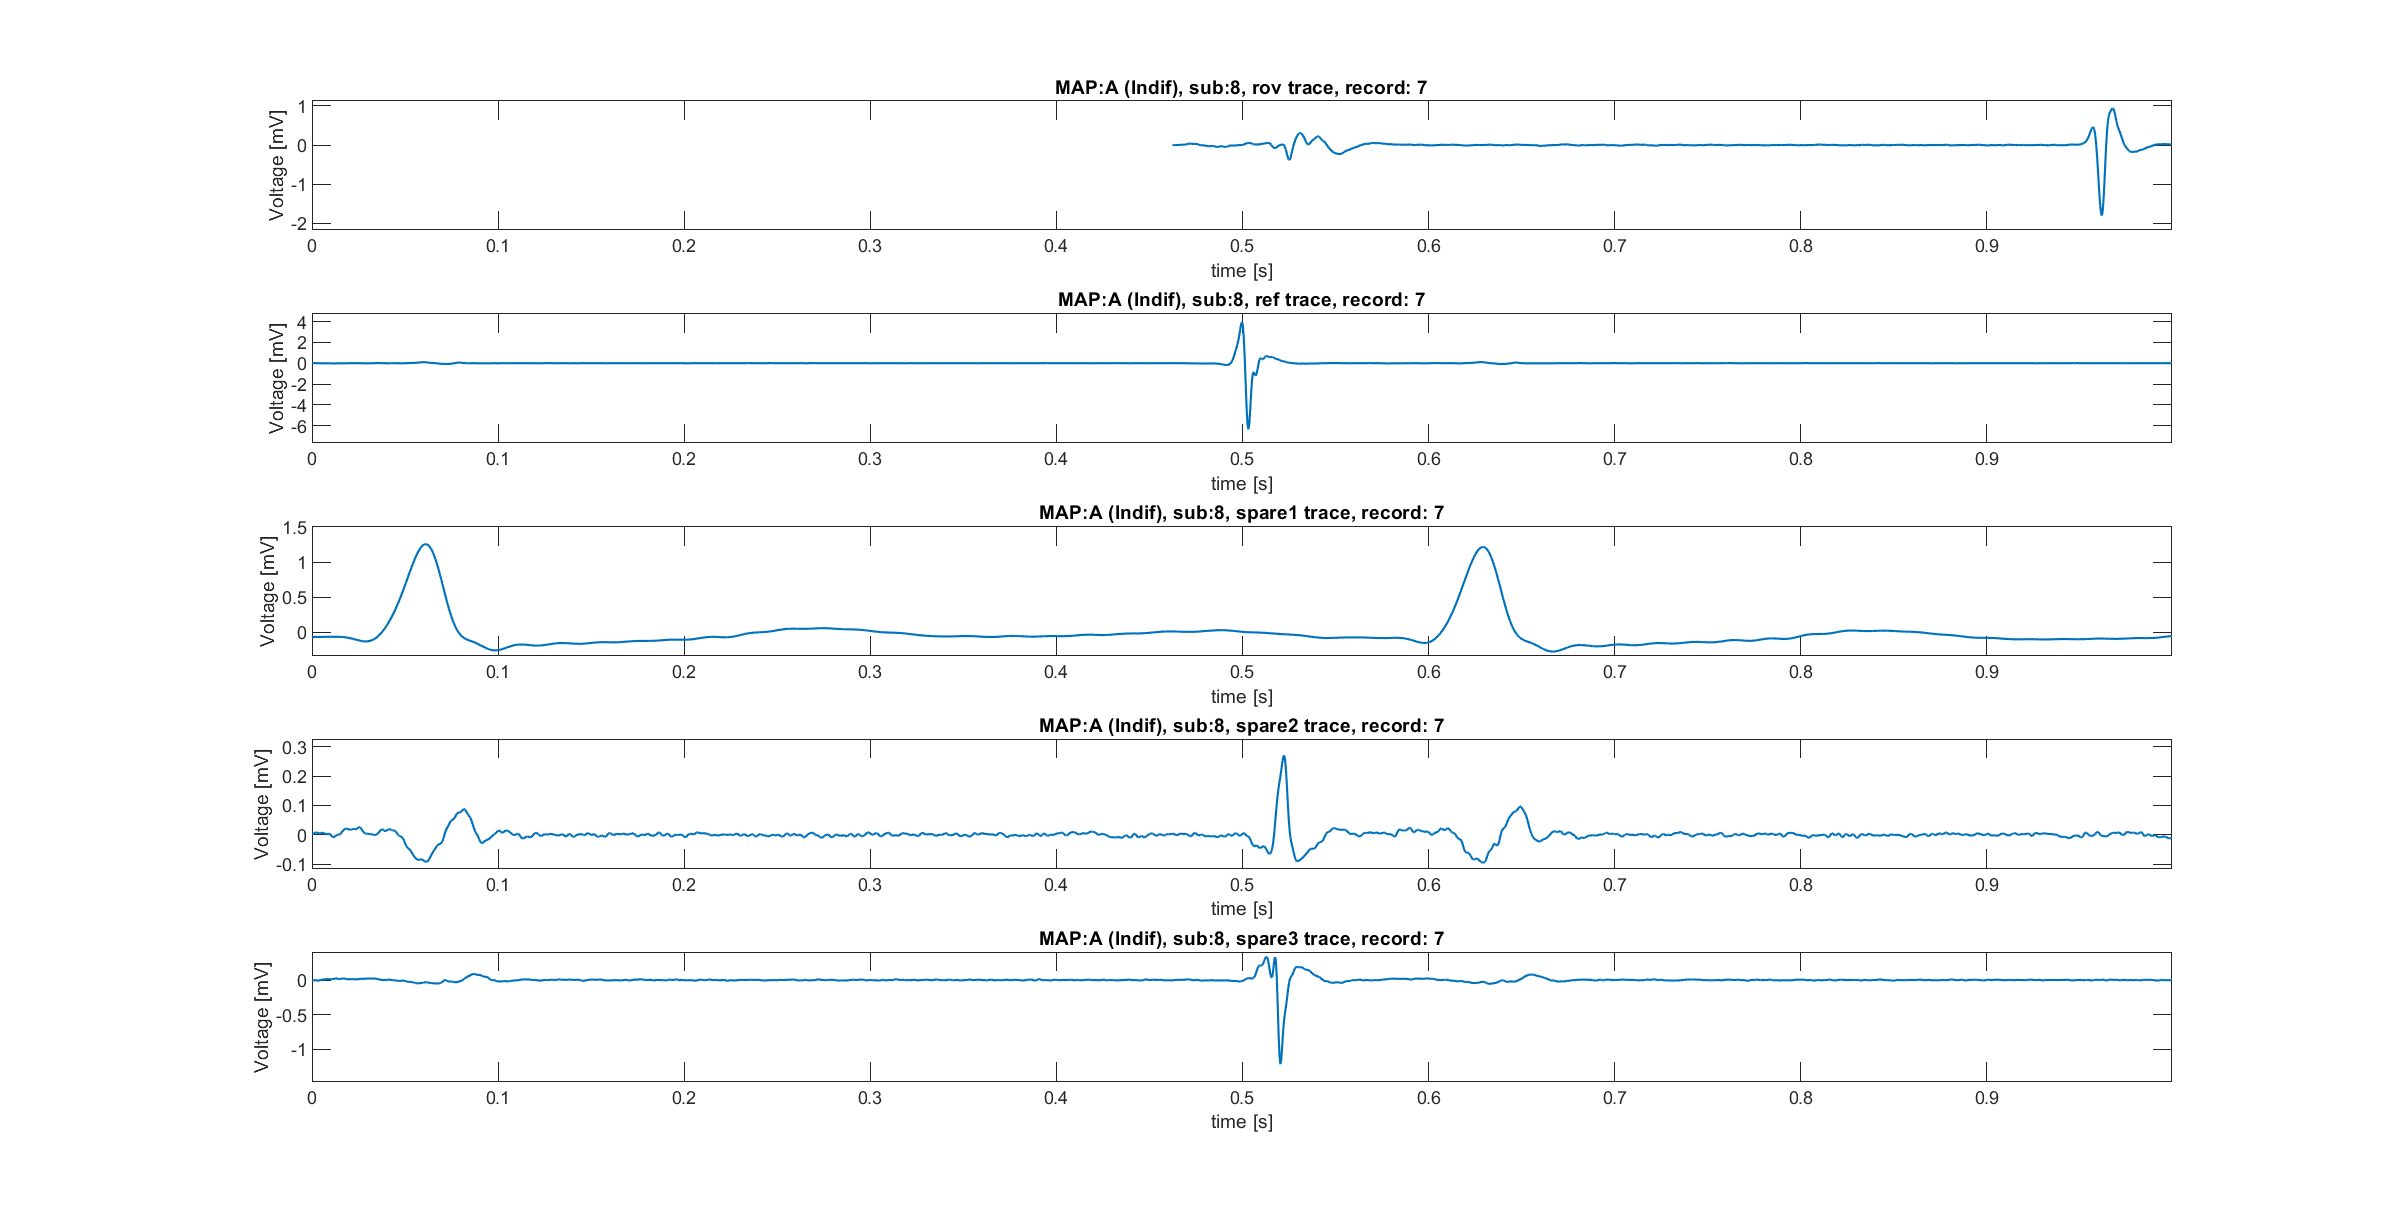 MAP:A (Indif), sub:8, rov trace, record: 7
1
0
-1
-2
Voltage [mV]
0 0.1 0.2 0.3 0.4 0.5 0.6 0.7 0.8 0.9
time [s]
MAP:A (Indif), sub:8, ref trace, record: 7
4
2
0
-2
-4
-6
Voltage [mV]
0 0.1 0.2 0.3 0.4 0.5 0.6 0.7 0.8 0.9
time [s]
MAP:A (Indif), sub:8, spare1 trace, record: 7
1.5
1
0.5
0
Voltage [mV]
0 0.1 0.2 0.3 0.4 0.5 0.6 0.7 0.8 0.9
time [s]
MAP:A (Indif), sub:8, spare2 trace, record: 7
0.3
0.2
0.1
0
-0.1
Voltage [mV]
0 0.1 0.2 0.3 0.4 0.5 0.6 0.7 0.8 0.9
time [s]
MAP:A (Indif), sub:8, spare3 trace, record: 7
0
-0.5
-1
Voltage [mV]
0 0.1 0.2 0.3 0.4 0.5 0.6 0.7 0.8 0.9
time [s]